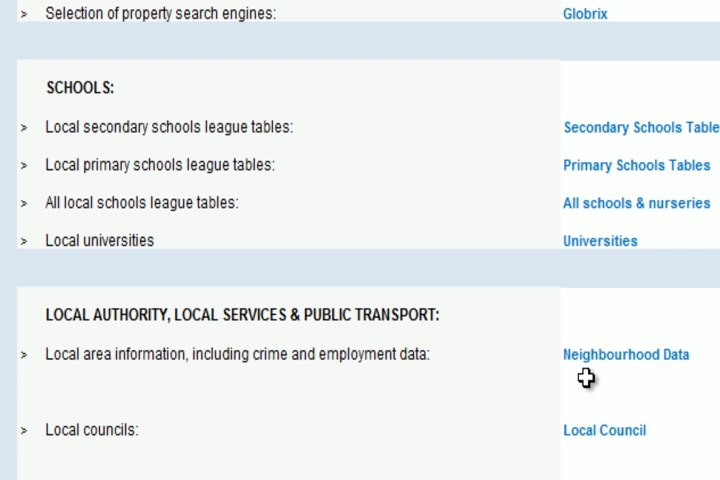 > Selection of property search engines: Globrix
SCHOOLS:
> Local secondary schools league tables: Secondary Schools Table
> Local primary schools league tables: Primary Schools Tables
> All local schools league tables: All schools & nurseries
> Local universities Universities
LOCAL AUTHORITY, LOCAL SERVICES & PUBLIC TRANSPORT:
> Local area information, including crime and employment data: Neighbourhood Data
> Local councils: Local Council